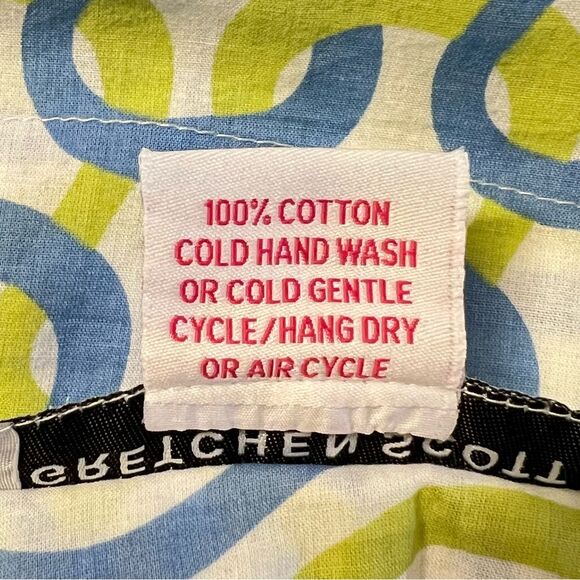 100% COTTON
COLD HAND WASH
OR COLD GENTLE
CYCLE/HANG DRY
OR AIR CYCLE
GRETCHEN SCOTT